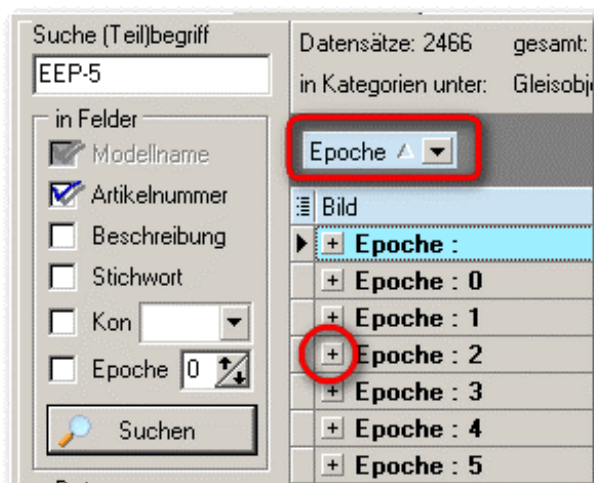 Suche (Teil)begriff
EEP-5
in Felder
Modellname
Artikelnummer
Beschreibung
Stichwort
Kon
Epoche 0
Suchen
Datensätze: 2466 gesamt:
in Kategorien unter: Gleisobj
Epoche
Bild
Epoche :
Epoche : 0
Epoche : 1
Epoche : 2
Epoche : 3
Epoche : 4
Epoche : 5